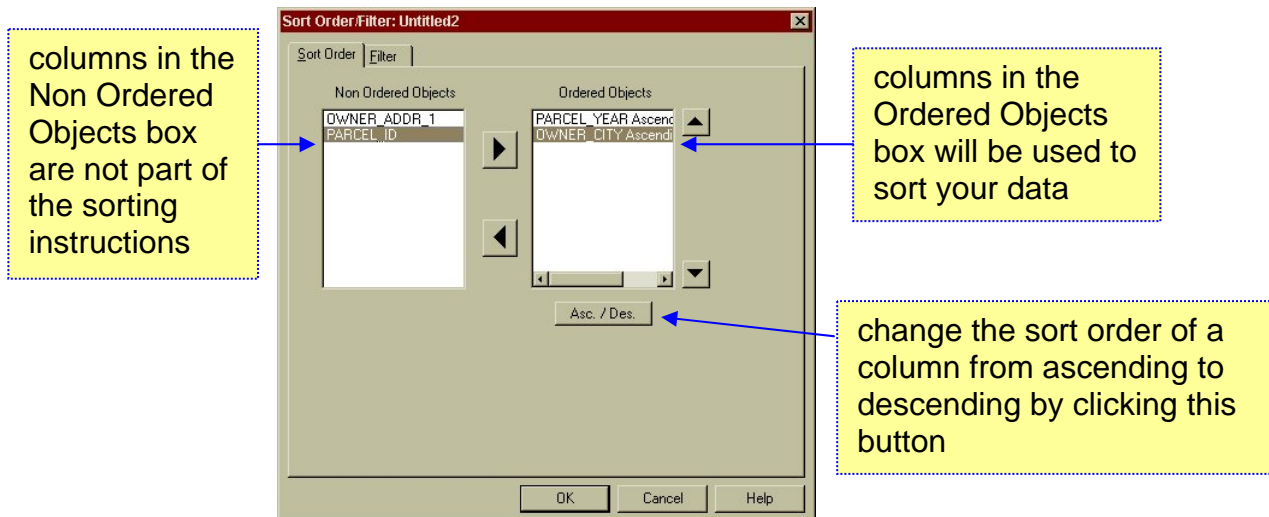 columns in the
Non Ordered
Objects box
are not part of
the sorting
instructions
Sort Order/Filter: Untitled2
Sort Order
Filter
Non Ordered Objects
OWNER_ADDR_1
PARCEL_ID
Ordered Objects
PARCEL_YEAR Ascenc
OWNER_CITY Ascendi
Asc. / Des.
OK
Cancel
Help
columns in the
Ordered Objects
box will be used to
sort your data
change the sort order of a
column from ascending to
descending by clicking this
button